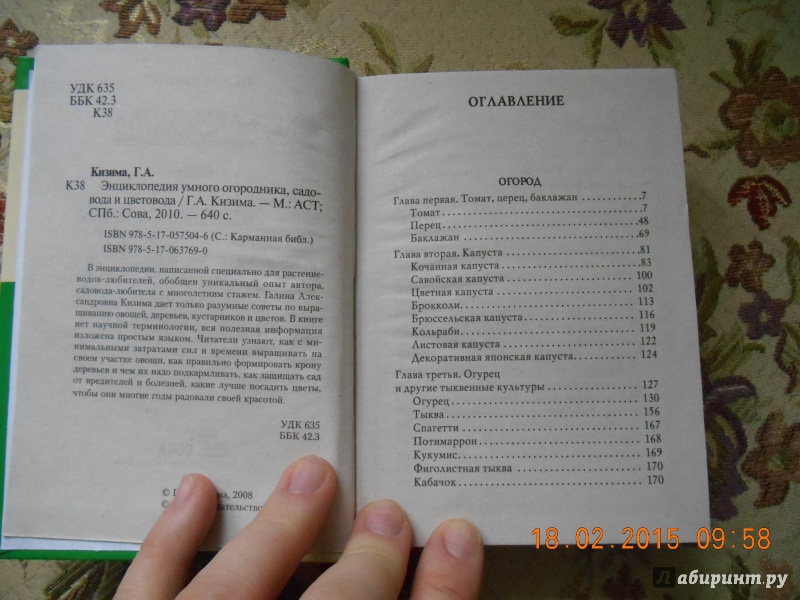 УДК 635
ББК 42.3
К38
Кизима, Г.А.
К38 Энциклопедия умного огородника, садо-
вода и цветовода / Г.А. Кизима. — М.: АСТ;
СПб.: Сова, 2010. — 640 с.
ISBN 978-5-17-057504-6 (С.: Карманная библ.)
ISBN 978-5-17-063769-0
В энциклопедии, написанной специально для растение-
водов-любителей, обобщен уникальный опыт автора,
садовода-любителя с многолетним стажем. Галина Алек-
сандровна Кизима дает только разумные советы по выра-
щиванию овощей, деревьев, кустарников и цветов. В книге
нет научной терминологии, вся полезная информация
изложена простым языком. Читатели узнают, как с ми-
нимальными затратами сил и времени выращивать на
своем участке овощи, как правильно формировать крону
деревьев и чем их надо подкармливать, как защищать сад
от вредителей и болезней, какие лучше посадить цветы,
чтобы они многие годы радовали своей красотой.
УДК 635
ББК 42.3
© Г. има, 2008
© дательство
ОГЛАВЛЕНИЕ
ОГОРОД
Глава первая. Томат, перец, баклажан 7
Томат 7
Перец 48
Баклажан 69
Глава вторая. Капуста 81
Кочанная капуста 83
Савойская капуста 100
Цветная капуста 102
Брокколи 113
Брюссельская капуста 116
Кольраби 119
Листовая капуста 122
Декоративная японская капуста 124
Глава третья. Огурец
и другие тыквенные культуры 127
Огурец 130
Тыква 156
Спагетти 167
Потимаррон 168
Кукумис 169
Фиголистная тыква 170
Кабачок 170
18.02.2015 09:58
Лабиринт.ру